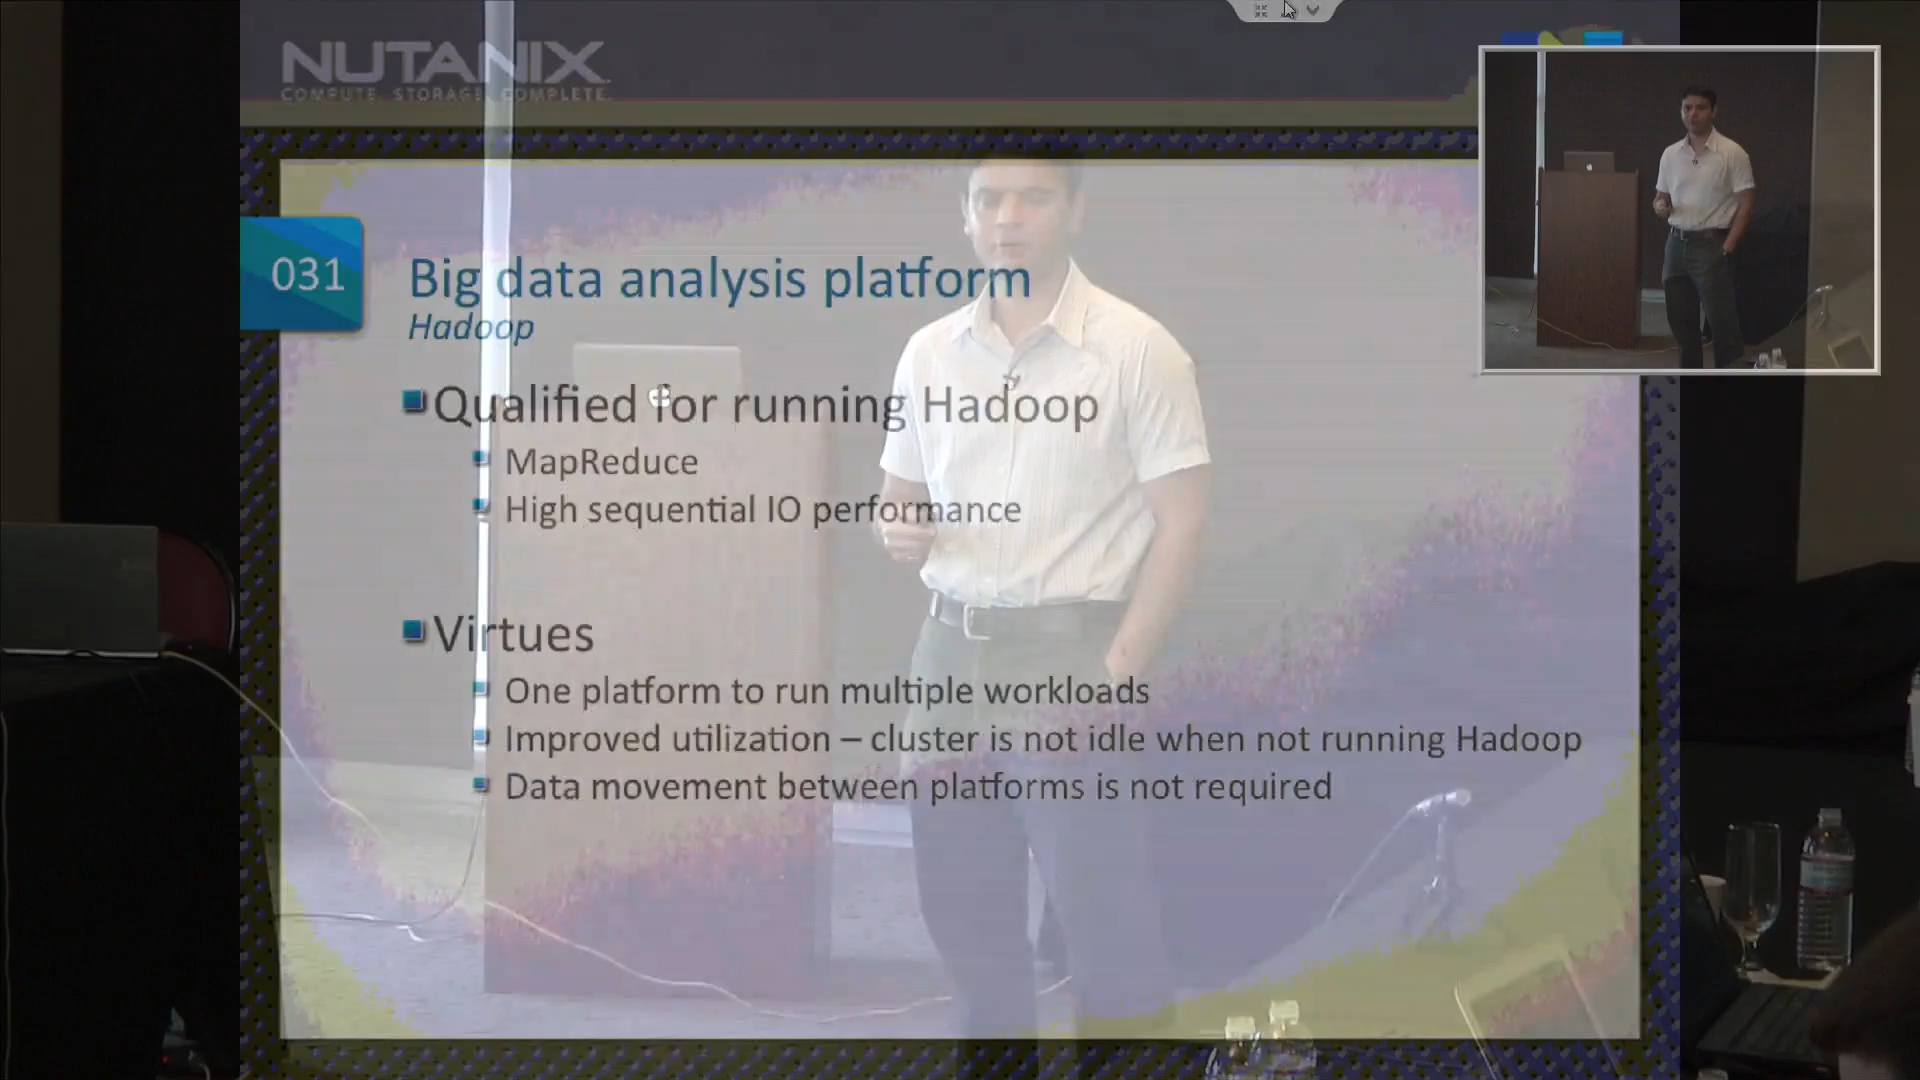 NUTANIX
COMPUTE. STORAGE. COMPLETE.
031
Big data analysis platform
Hadoop
Qualified for running Hadoop
MapReduce
High sequential IO performance
Virtues
One platform to run multiple workloads
Improved utilization – cluster is not idle when not running Hadoop
Data movement between platforms is not required